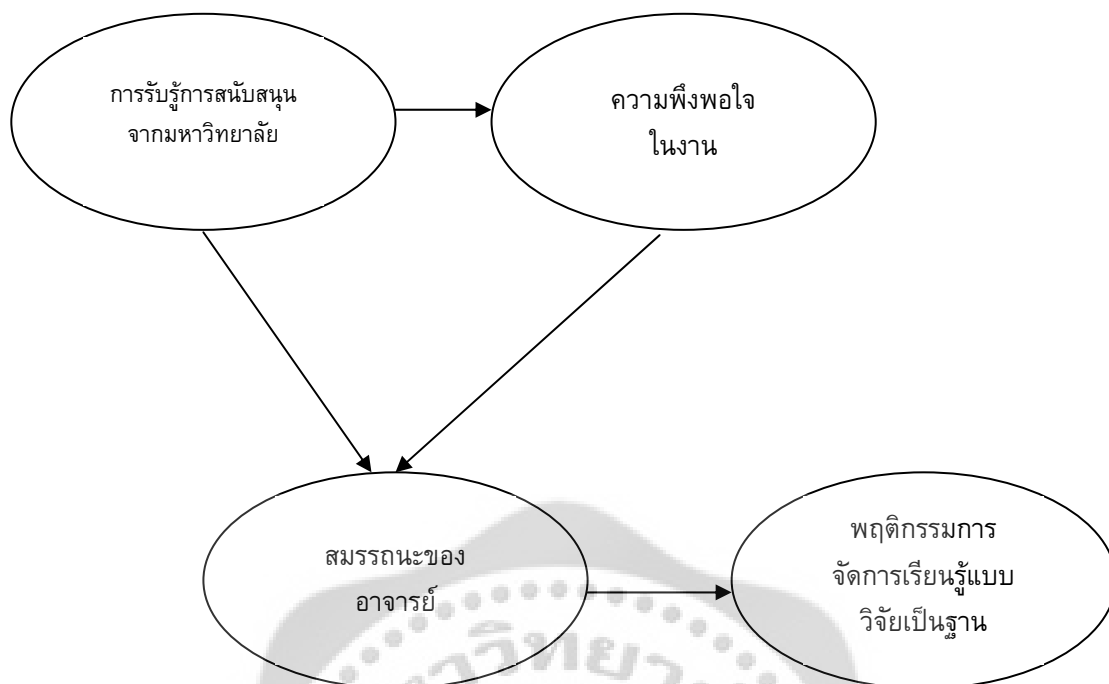 การรับรู้การสนับสนุน
จากมหาวิทยาลัย
ความพึงพอใจ
ในงาน
สมรรถนะของ
อาจารย์
พฤติกรรมการ
จัดการเรียนรู้แบบ
วิจัยเป็นฐาน